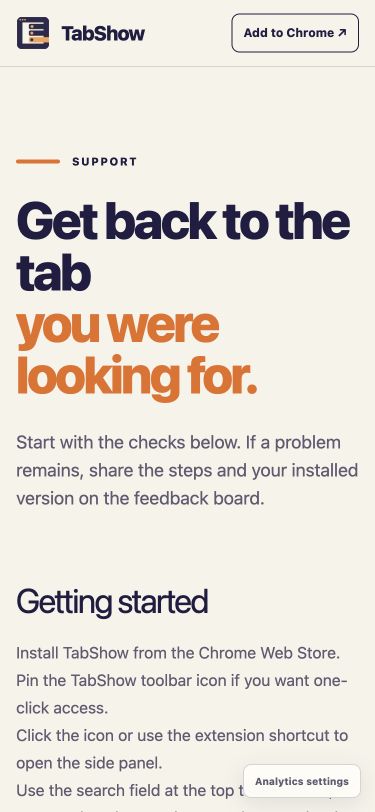 TabShow
Add to Chrome ↗
SUPPORT
Get back to the
tab
you were
looking for.
Start with the checks below. If a problem
remains, share the steps and your installed
version on the feedback board.
Getting started
Install TabShow from the Chrome Web Store.
Pin the TabShow toolbar icon if you want one-
click access.
Click the icon or use the extension shortcut to
open the side panel.
Use the search field at the top
Analytics settings